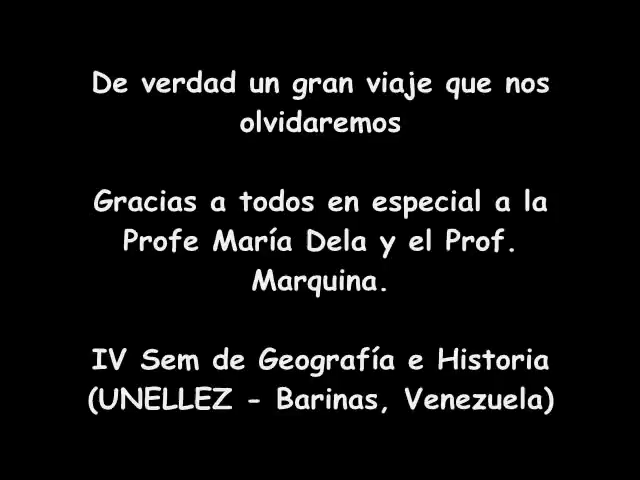 De verdad un gran viaje que nos
olvidaremos
Gracias a todos en especial a la
Profe María Dela y el Prof.
Marquina.
IV Sem de Geografía e Historia
(UNELLEZ - Barinas, Venezuela)